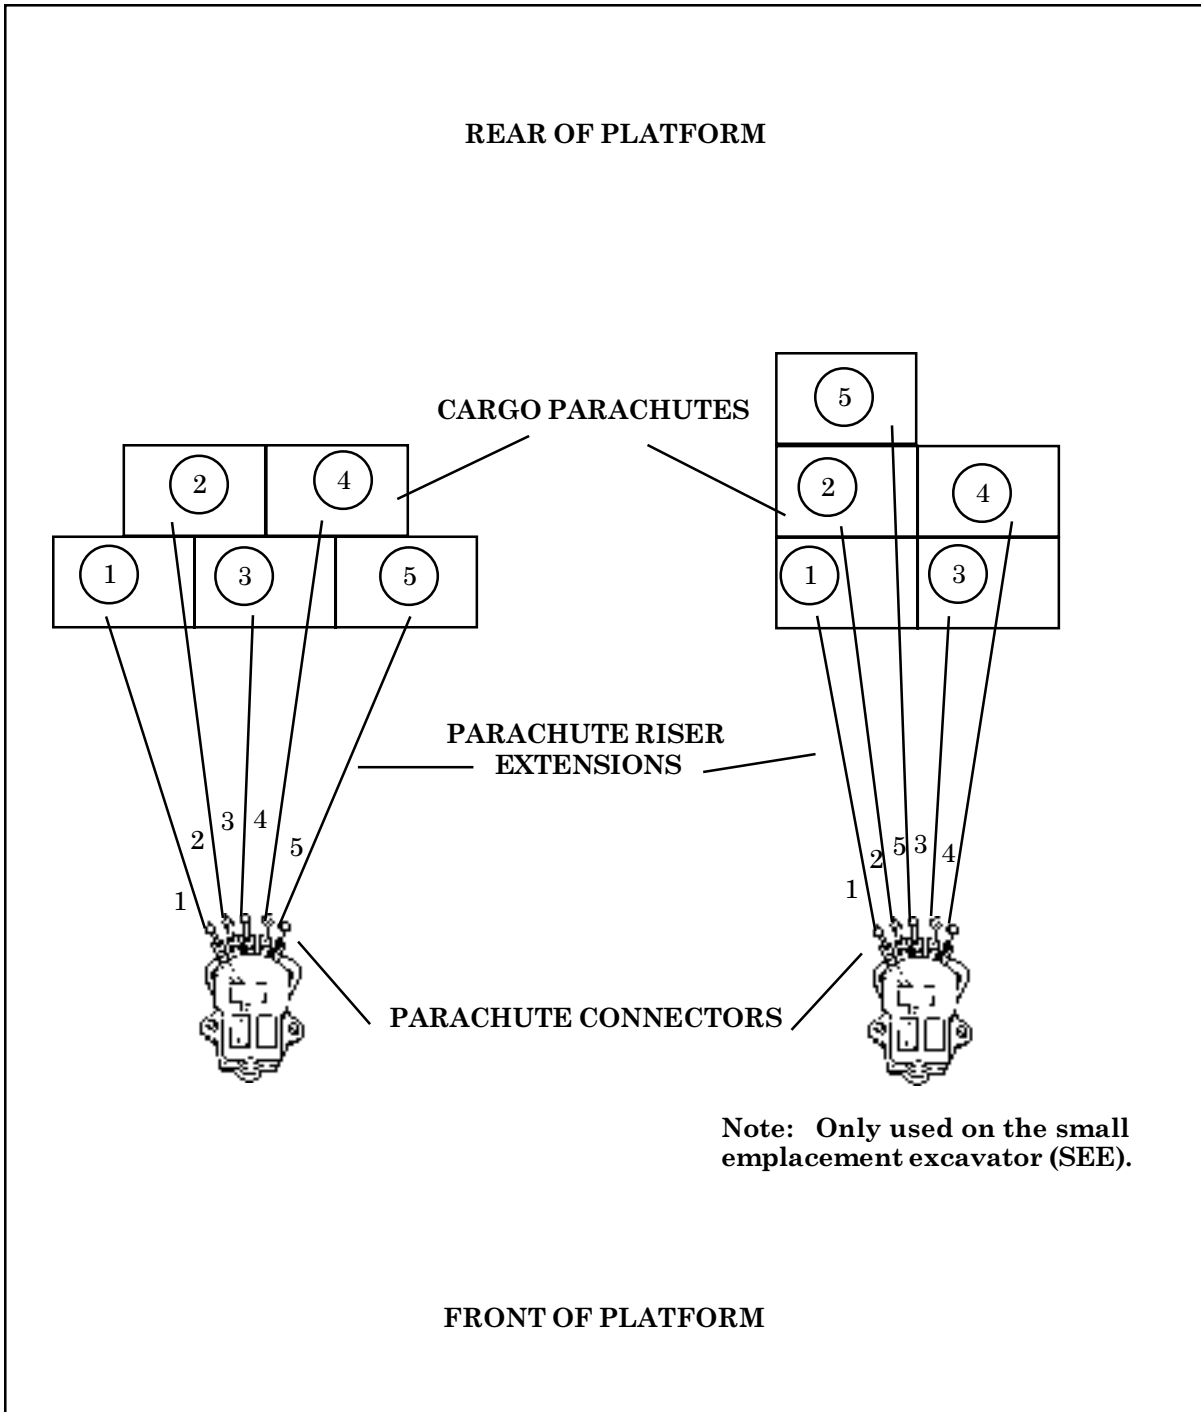 REAR OF PLATFORM
5
CARGO PARACHUTES
2
4
2
4
1
3
5
1
3
PARACHUTE RISER
EXTENSIONS
3
4
2
5
1
2
5
3
4
1
PARACHUTE CONNECTORS
Note: Only used on the small
emplacement excavator (SEE).
FRONT OF PLATFORM